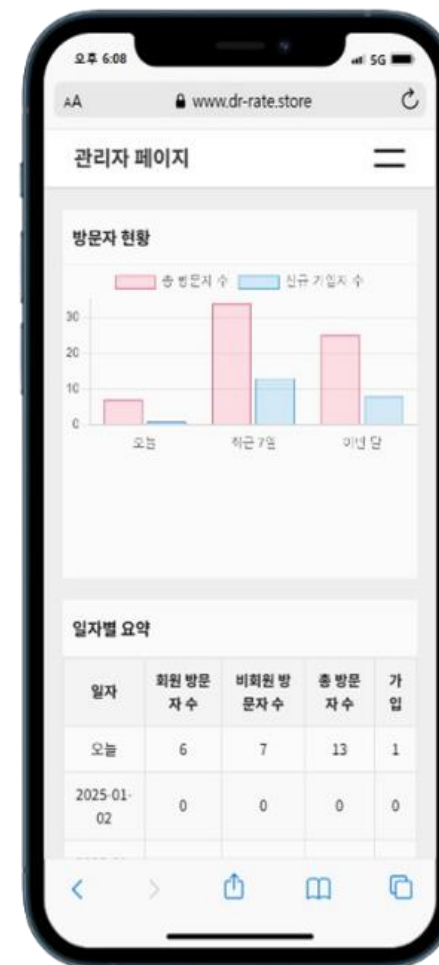 오후 6:08
5G
AA
www.dr-rate.store
관리자 페이지
방문자 현황
총 방문자 수
신규 가입자 수
30
20
10
0
오늘
최근 7일
이번 달
일자별 요약
일자
회원 방문
자 수
비회원 방
문자 수
총 방문
자 수
가
입
오늘
6
7
13
1
2025-01-
02
0
0
0
0